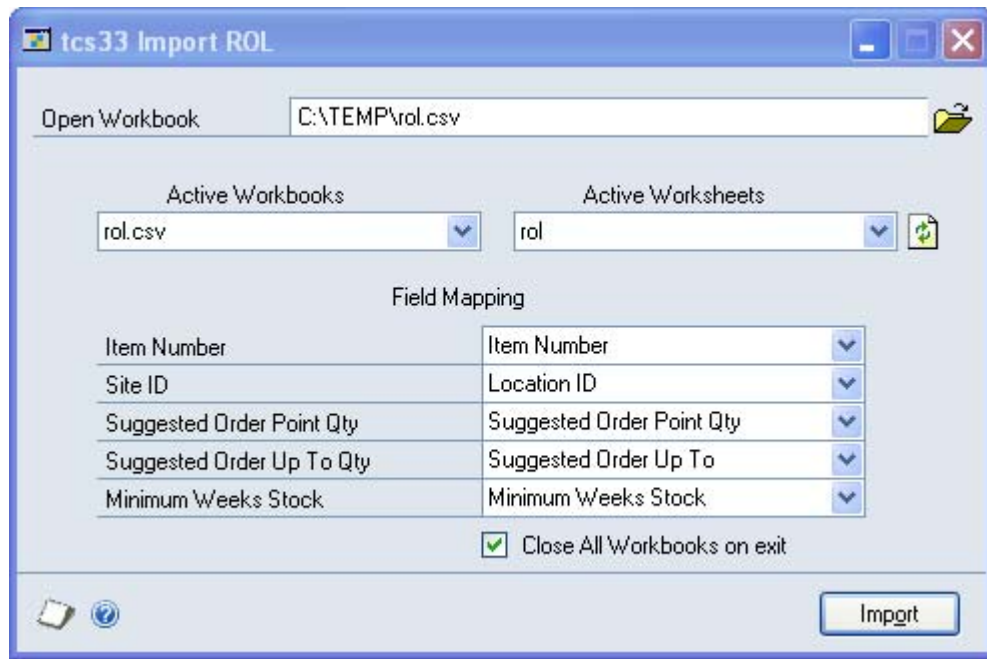 tcs33 Import ROL
Open Workbook C:\TEMP\rol.csv
Active Workbooks Active Worksheets
rol.csv rol
Field Mapping
Item Number Item Number
Site ID Location ID
Suggested Order Point Qty Suggested Order Point Qty
Suggested Order Up To Qty Suggested Order Up To
Minimum Weeks Stock Minimum Weeks Stock
Close All Workbooks on exit
Import